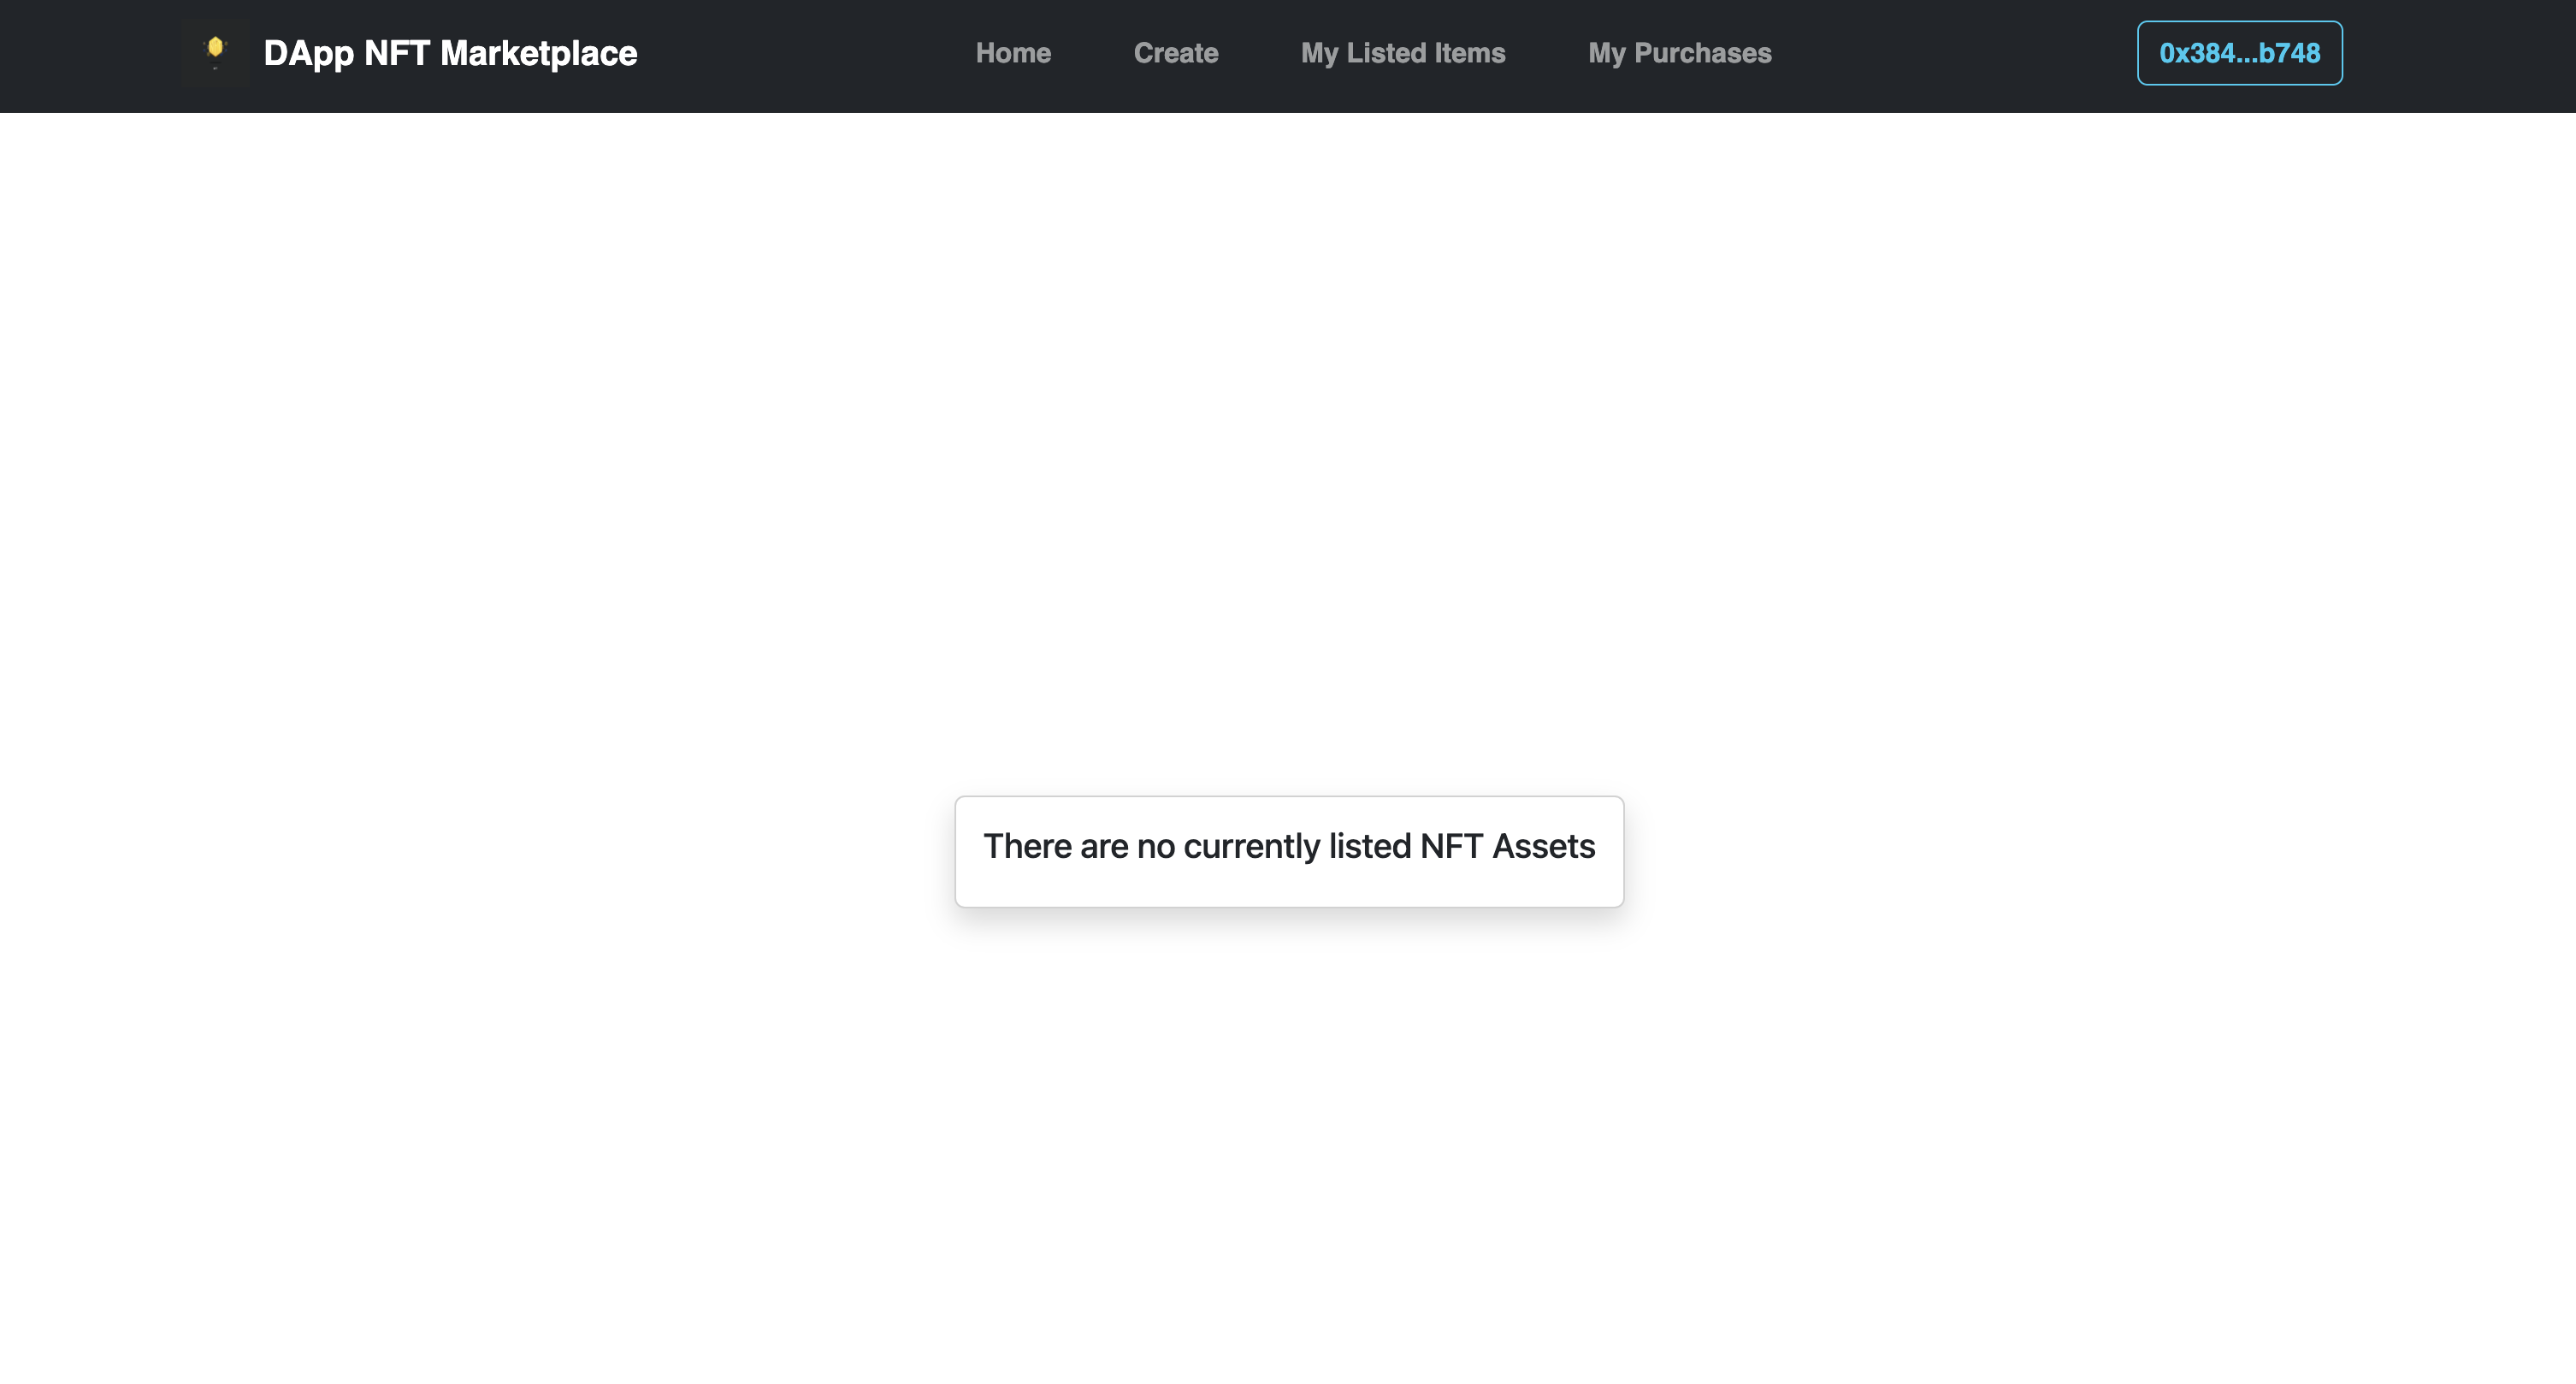 DApp NFT Marketplace
Home
Create
My Listed Items
My Purchases
0x384...b748
There are no currently listed NFT Assets